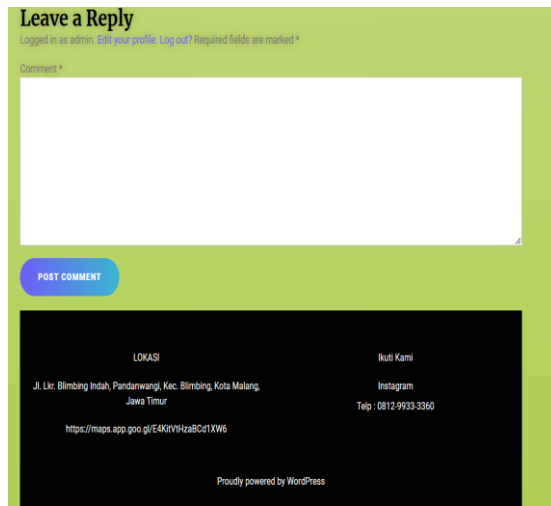 Leave a Reply
Logged in as admin. Edit your profile. Log out? Required fields are marked *
Comment *
POST COMMENT
LOKASI
Jl. Lkr. Blimbing Indah, Pandanwangi, Kec. Blimbing, Kota Malang,
Jawa Timur
https://maps.app.goo.gl/E4KitVtHzaBCd1XW6
Ikuti Kami
Instagram
Telp : 0812-9933-3360
Proudly powered by WordPress